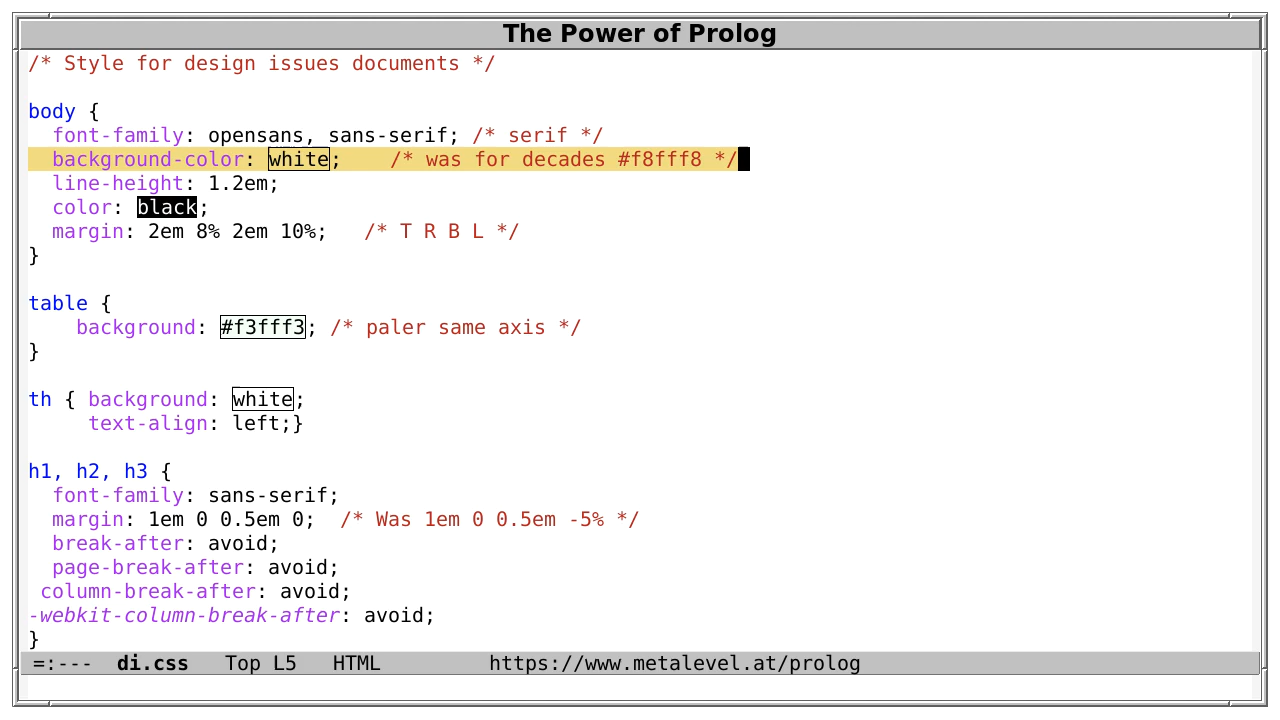 The Power of Prolog
/* Style for design issues documents */
body {
  font-family: opensans, sans-serif; /* serif */
  background-color: white;    /* was for decades #f8fff8 */
  line-height: 1.2em;
  color: black;
  margin: 2em 8% 2em 10%;   /* T R B L */
}
table {
    background: #f3fff3; /* paler same axis */
}
th { background: white;
     text-align: left;}
h1, h2, h3 {
  font-family: sans-serif;
  margin: 1em 0 0.5em 0;  /* Was 1em 0 0.5em -5% */
  break-after: avoid;
  page-break-after: avoid;
 column-break-after: avoid;
-webkit-column-break-after: avoid;
}
=:---  di.css   Top L5   HTML         https://www.metalevel.at/prolog